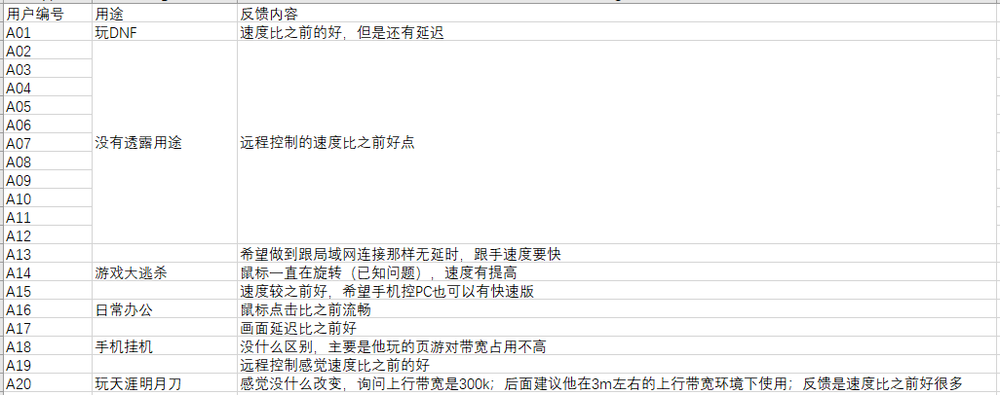 用户编号 用途 反馈内容
A01 玩DNF 速度比之前的好，但是还有延迟
A02
A03
A04
A05
A06
A07 没有透露用途 远程控制的速度比之前好点
A08
A09
A10
A11
A12
A13 希望做到跟局域网连接那样无延时，跟手速度要快
A14 游戏大逃杀 鼠标一直在旋转（已知问题），速度有提高
A15 速度较之前好，希望手机控PC也可以有快速版
A16 日常办公 鼠标点击比之前流畅
A17 画面延迟比之前好
A18 手机挂机 没什么区别，主要是他玩的页游对带宽占用不高
A19 远程控制感觉速度比之前的好
A20 玩天涯明月刀 感觉没什么改变，询问上行带宽是300k；后面建议他在3m左右的上行带宽环境下使用；反馈是速度比之前好很多